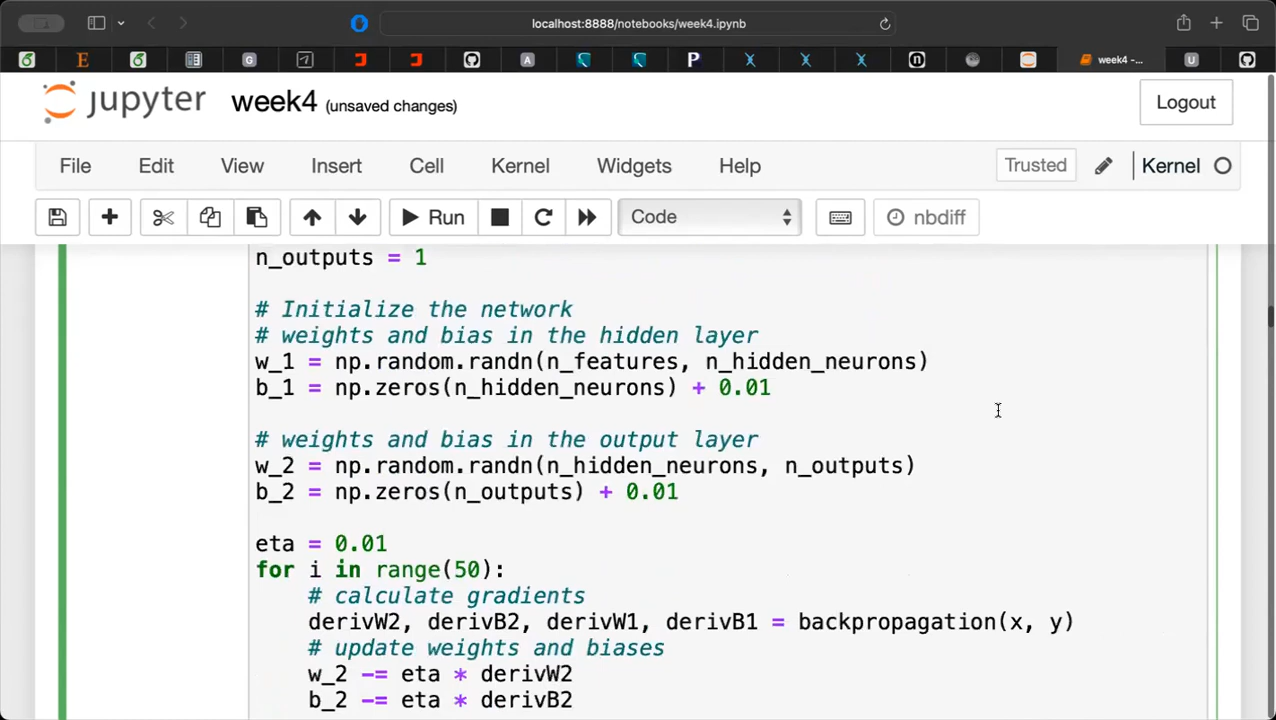 localhost:8888/notebooks/week4.ipynb
week4 -...
jupyter week4 (unsaved changes)
Logout
File Edit View Insert Cell Kernel Widgets Help
Trusted
Kernel
Run
Code
nbdiff
n_outputs = 1
# Initialize the network
# weights and bias in the hidden layer
w_1 = np.random.randn(n_features, n_hidden_neurons)
b_1 = np.zeros(n_hidden_neurons) + 0.01
# weights and bias in the output layer
w_2 = np.random.randn(n_hidden_neurons, n_outputs)
b_2 = np.zeros(n_outputs) + 0.01
eta = 0.01
for i in range(50):
# calculate gradients
derivW2, derivB2, derivW1, derivB1 = backpropagation(x, y)
# update weights and biases
w_2 -= eta * derivW2
b_2 -= eta * derivB2